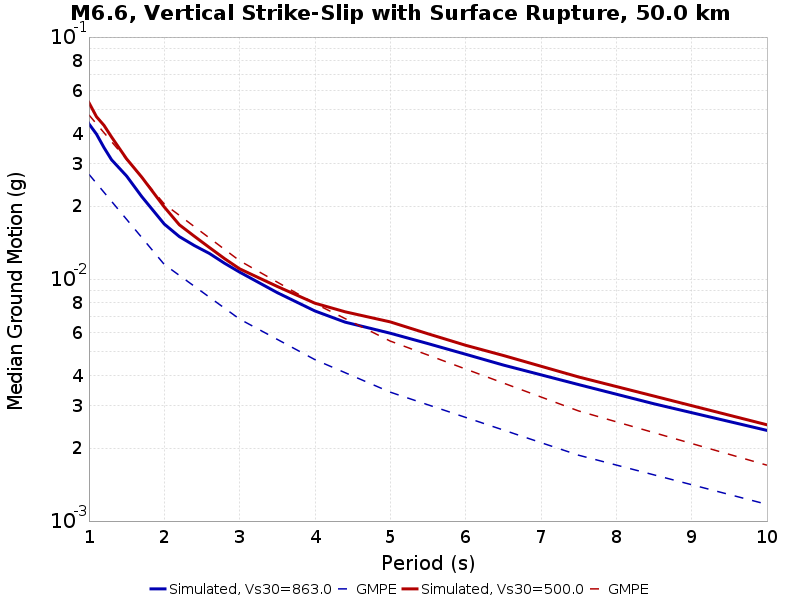 M6.6, Vertical Strike-Slip with Surface Rupture, 50.0 km
Median Ground Motion (g)
10-1
8
6
4
3
2
10-2
8
6
4
3
2
10-3
1 2 3 4 5 6 7 8 9 10
Period (s)
Simulated, Vs30=863.0 GMPE Simulated, Vs30=500.0 GMPE